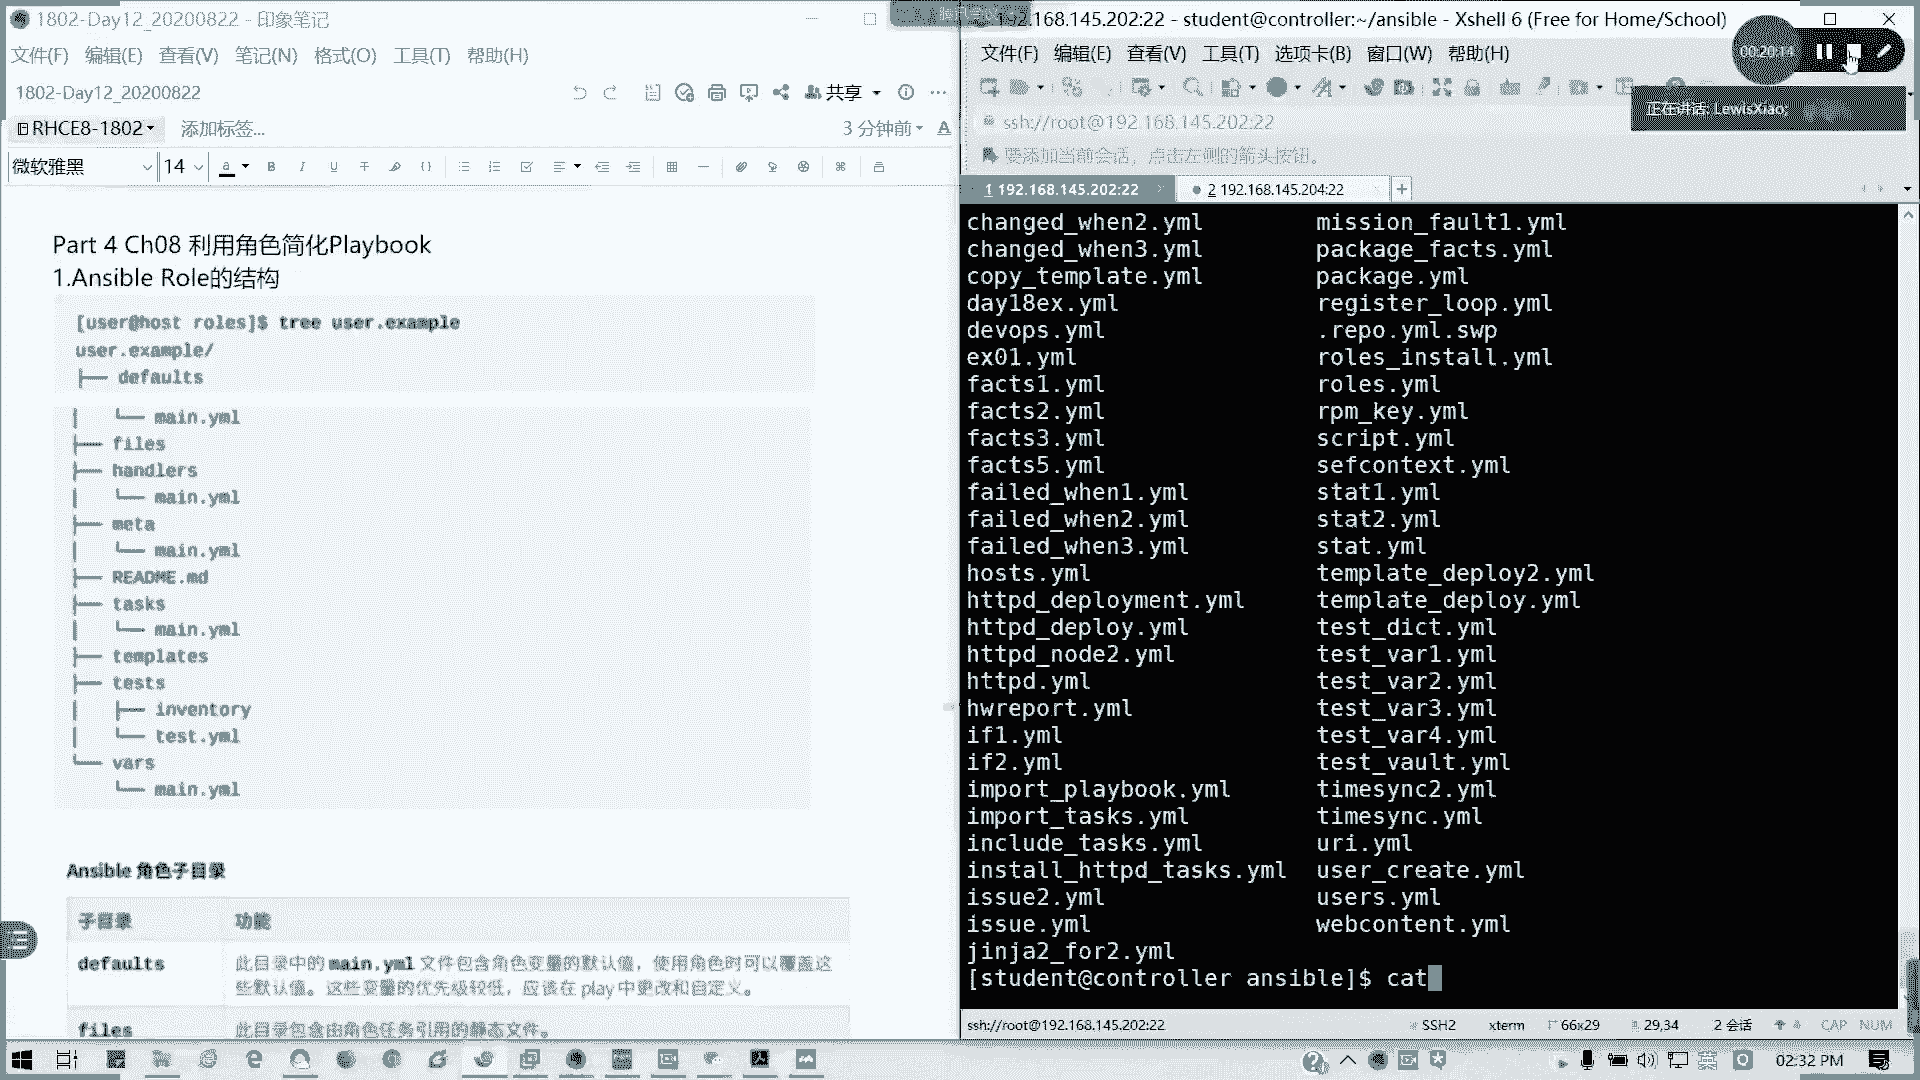 1802-Day12_20200822 - 印象笔记
文件(F) 编辑(E) 查看(V) 笔记(N) 格式(O) 工具(T) 帮助(H)
1802-Day12_20200822
共享
RHCE8-1802
添加标签...
3 分钟前
微软雅黑
14
Part 4 Ch08 利用角色简化Playbook
1.Ansible Role的结构
[user@host roles]$ tree user.example
user.example/
├── defaults
│   └── main.yml
├── files
├── handlers
│   └── main.yml
├── meta
│   └── main.yml
├── README.md
├── tasks
│   └── main.yml
├── templates
├── tests
│   ├── inventory
│   └── test.yml
└── vars
    └── main.yml
Ansible 角色子目录
子目录 功能
defaults 此目录中的 main.yml 文件包含角色变量的默认值，使用角色时可以覆盖这
些默认值。这些变量的优先级较低，应该在 play 中更改和自定义。
files 此目录包含由角色任务引用的静态文件。
192.168.145.202:22 - student@controller:~/ansible - Xshell 6 (Free for Home/School)
文件(F) 编辑(E) 查看(V) 工具(T) 选项卡(B) 窗口(W) 帮助(H)
00:20:14
正在讲话: LewisXiao;
ssh://root@192.168.145.202:22
要添加当前会话，点击左侧的箭头按钮。
1 192.168.145.202:22
2 192.168.145.204:22
changed_when2.yml mission_fault1.yml
changed_when3.yml package_facts.yml
copy_template.yml package.yml
day18ex.yml register_loop.yml
devops.yml .repo.yml.swp
ex01.yml roles_install.yml
facts1.yml roles.yml
facts2.yml rpm_key.yml
facts3.yml script.yml
facts5.yml sefcontext.yml
failed_when1.yml stat1.yml
failed_when2.yml stat2.yml
failed_when3.yml stat.yml
hosts.yml template_deploy2.yml
httpd_deployment.yml template_deploy.yml
httpd_deploy.yml test_dict.yml
httpd_node2.yml test_var1.yml
httpd.yml test_var2.yml
hwreport.yml test_var3.yml
if1.yml test_var4.yml
if2.yml test_vault.yml
import_playbook.yml timesync2.yml
import_tasks.yml timesync.yml
include_tasks.yml uri.yml
install_httpd_tasks.yml user_create.yml
issue2.yml users.yml
issue.yml webcontent.yml
jinja2_for2.yml
[student@controller ansible]$ cat
ssh://root@192.168.145.202:22
SSH2
xterm
66x29
29,34
2 会话
CAP NUM
英
02:32 PM